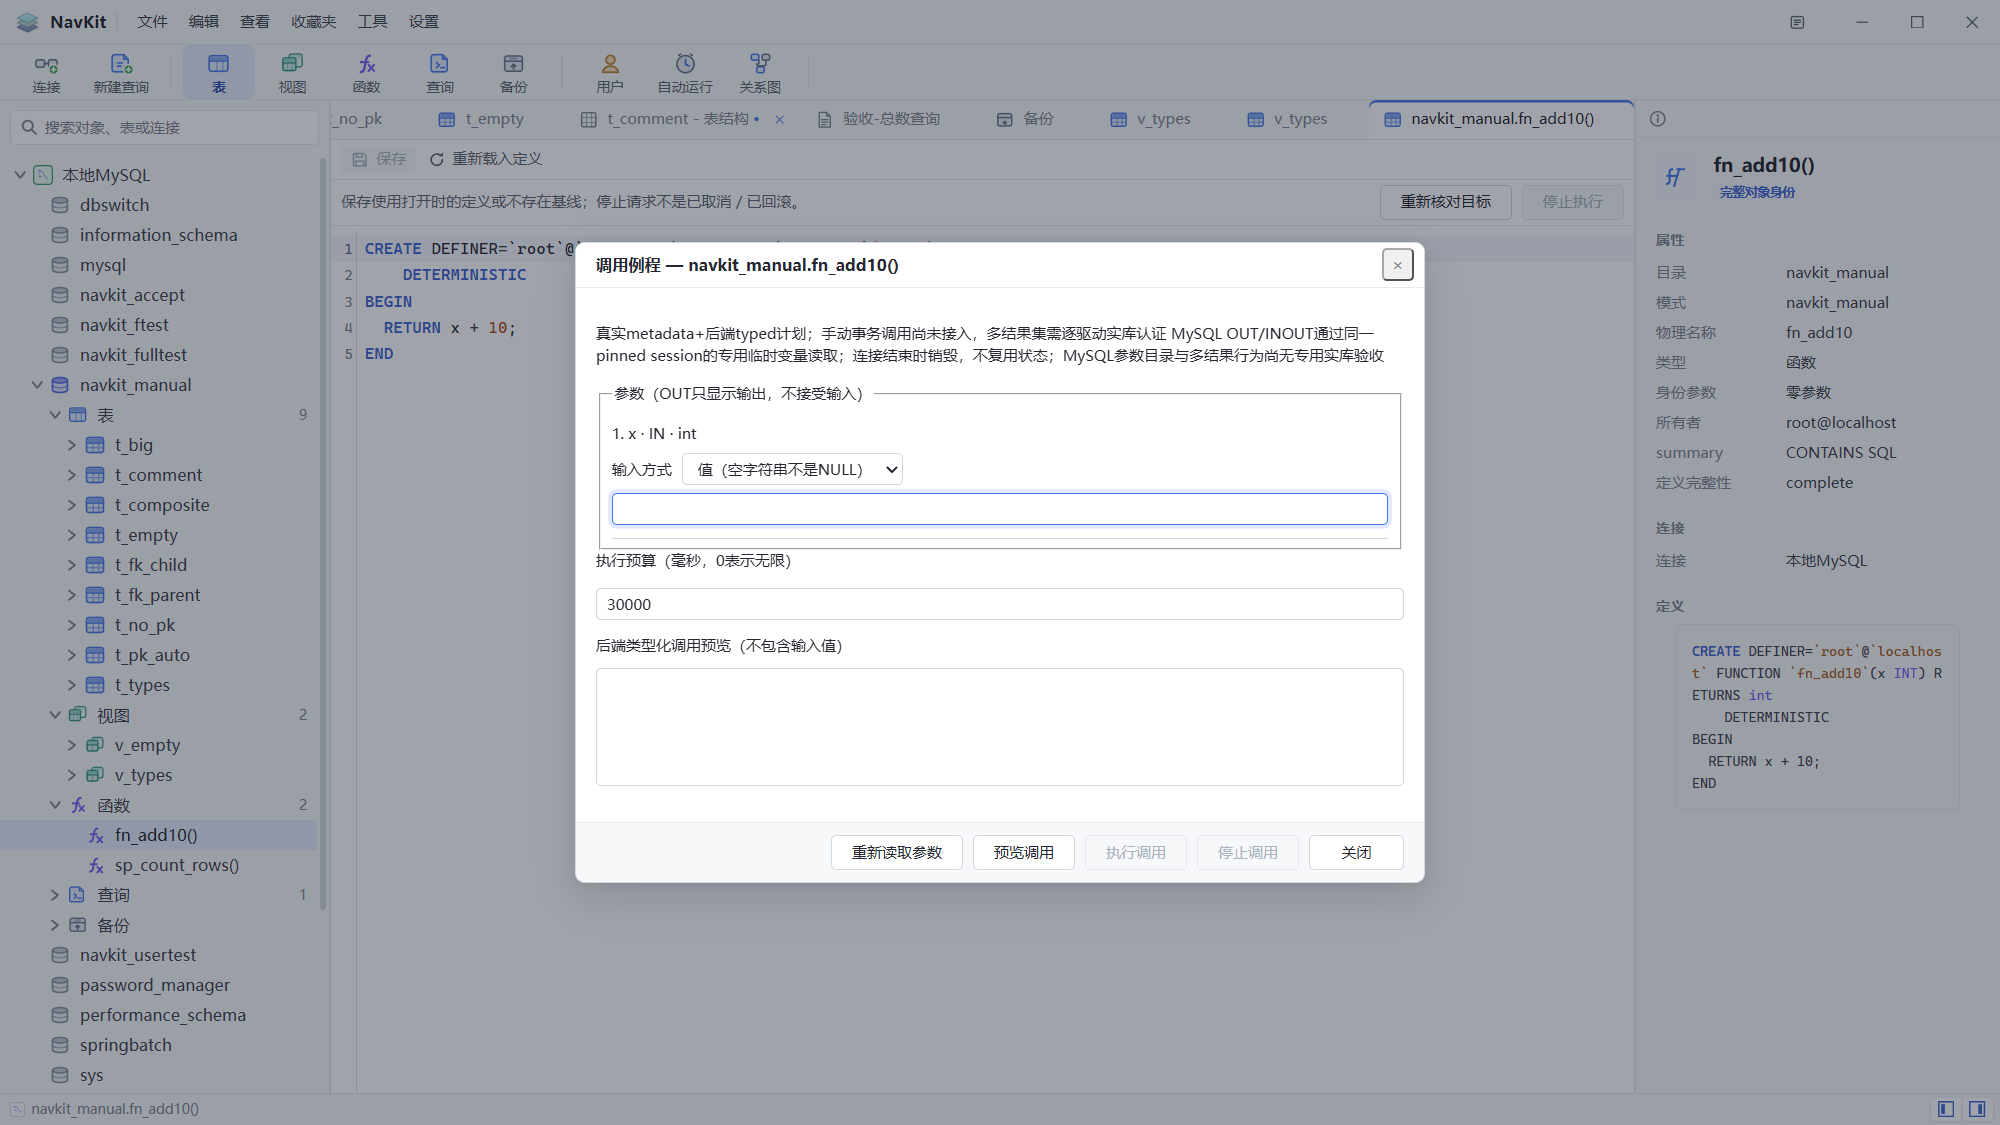 NavKit
文件
编辑
查看
收藏夹
工具
设置
连接
新建查询
表
视图
函数
查询
备份
用户
自动运行
关系图
搜索对象、表或连接
本地MySQL
dbswitch
information_schema
mysql
navkit_accept
navkit_ftest
navkit_fulltest
navkit_manual
表 9
t_big
t_comment
t_composite
t_empty
t_fk_child
t_fk_parent
t_no_pk
t_pk_auto
t_types
视图 2
v_empty
v_types
函数 2
fn_add10()
sp_count_rows()
查询 1
备份
navkit_usertest
password_manager
performance_schema
springbatch
sys
_no_pk
t_empty
t_comment - 表结构 • ×
验收-总数查询
备份
v_types
v_types
navkit_manual.fn_add10()
保存
重新载入定义
保存使用打开时的定义或不存在基线；停止请求不是已取消 / 已回滚。
重新核对目标
停止执行
1 CREATE DEFINER=`root`@
2 DETERMINISTIC
3 BEGIN
4 RETURN x + 10;
5 END
调用例程 — navkit_manual.fn_add10()
×
真实metadata+后端typed计划；手动事务调用尚未接入，多结果集需逐驱动实库认证 MySQL OUT/INOUT通过同一
pinned session的专用临时变量读取；连接结束时销毁，不复用状态；MySQL参数目录与多结果行为尚无专用实库验收
参数（OUT只显示输出，不接受输入）
1. x · IN · int
输入方式 值（空字符串不是NULL）
执行预算（毫秒，0表示无限）
30000
后端类型化调用预览（不包含输入值）
重新读取参数
预览调用
执行调用
停止调用
关闭
fn_add10()
完整对象身份
属性
目录 navkit_manual
模式 navkit_manual
物理名称 fn_add10
类型 函数
身份参数 零参数
所有者 root@localhost
summary CONTAINS SQL
定义完整性 complete
连接
连接 本地MySQL
定义
CREATE DEFINER=`root`@`localhos
t` FUNCTION `fn_add10`(x INT) R
ETURNS int
DETERMINISTIC
BEGIN
RETURN x + 10;
END
navkit_manual.fn_add10()